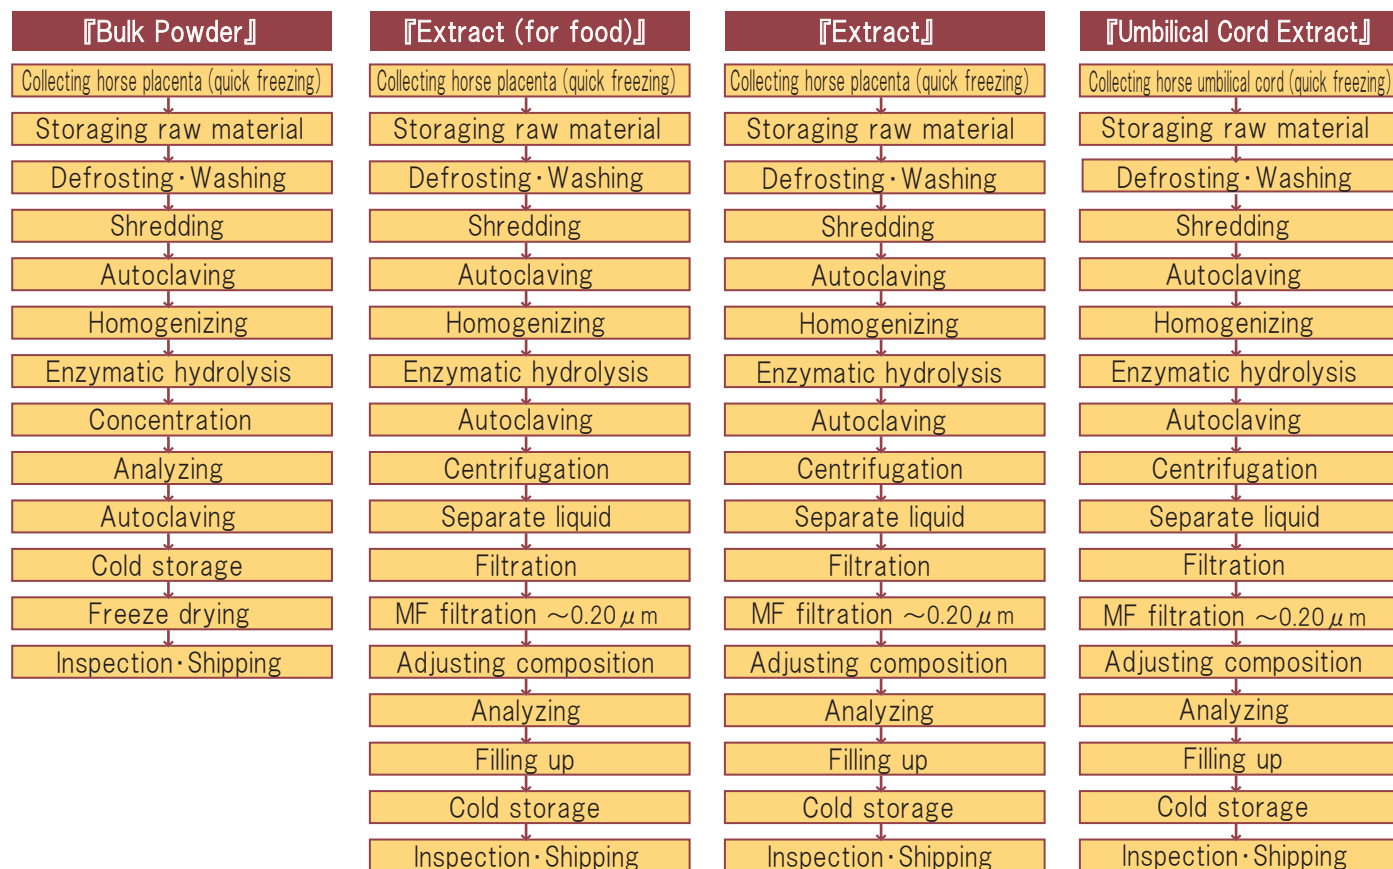 『Bulk Powder』
Collecting horse placenta (quick freezing)
Storaging raw material
Defrosting・Washing
Shredding
Autoclaving
Homogenizing
Enzymatic hydrolysis
Concentration
Analyzing
Autoclaving
Cold storage
Freeze drying
Inspection・Shipping
『Extract (for food)』
Collecting horse placenta (quick freezing)
Storaging raw material
Defrosting・Washing
Shredding
Autoclaving
Homogenizing
Enzymatic hydrolysis
Autoclaving
Centrifugation
Separate liquid
Filtration
MF filtration ～0.20μm
Adjusting composition
Analyzing
Filling up
Cold storage
Inspection・Shipping
『Extract』
Collecting horse placenta (quick freezing)
Storaging raw material
Defrosting・Washing
Shredding
Autoclaving
Homogenizing
Enzymatic hydrolysis
Autoclaving
Centrifugation
Separate liquid
Filtration
MF filtration ～0.20μm
Adjusting composition
Analyzing
Filling up
Cold storage
Inspection・Shipping
『Umbilical Cord Extract』
Collecting horse umbilical cord (quick freezing)
Storaging raw material
Defrosting・Washing
Shredding
Autoclaving
Homogenizing
Enzymatic hydrolysis
Autoclaving
Centrifugation
Separate liquid
Filtration
MF filtration ～0.20μm
Adjusting composition
Analyzing
Filling up
Cold storage
Inspection・Shipping